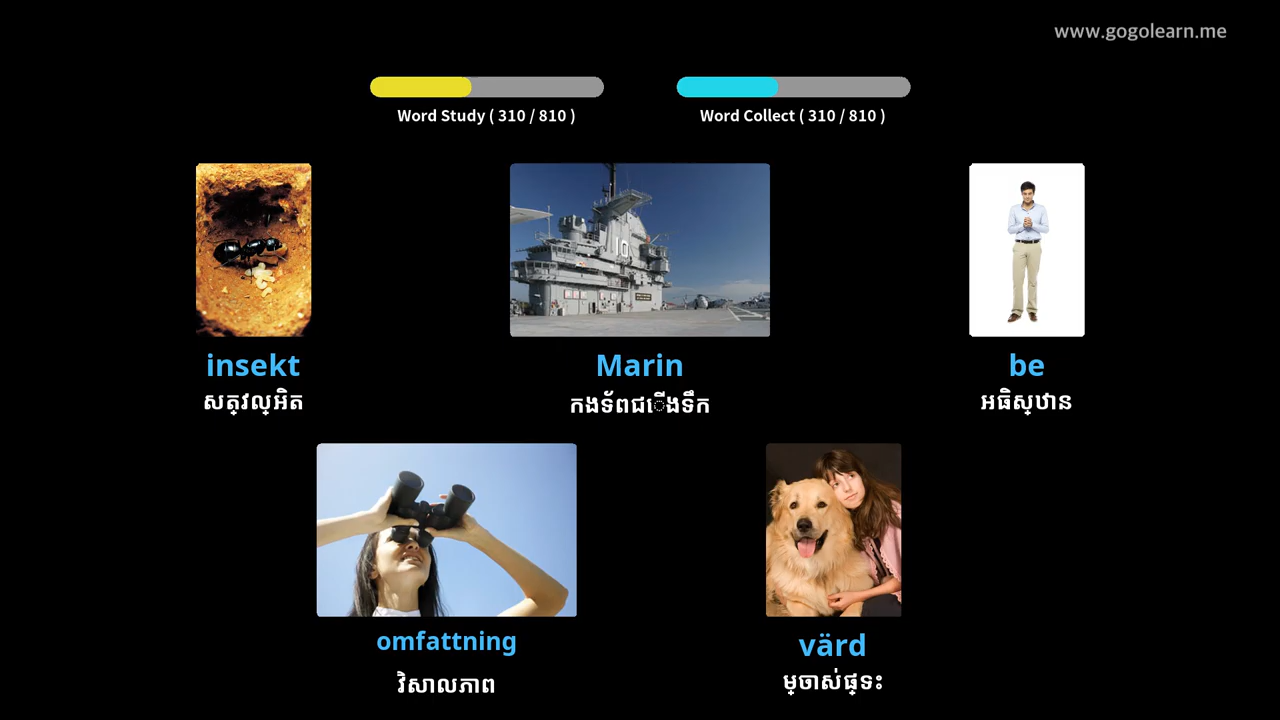 www.gogolearn.me
Word Study ( 310 / 810 )
Word Collect ( 310 / 810 )
insekt
សត្វល្អិត
Marin
កងទ័ពជើងទឹក
be
អធិស្ឋាន
omfattning
វិសាលភាព
värd
ម្ចាស់ផ្ទះ